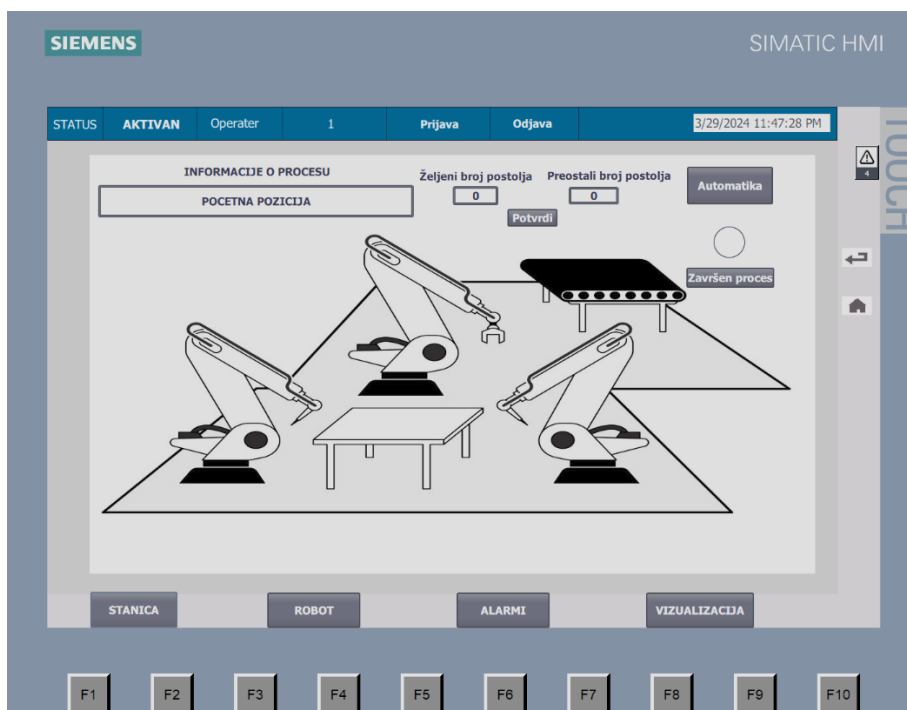 SIEMENS
SIMATIC HMI
STATUS AKTIVAN Operater 1 Prijava Odjava 3/29/2024 11:47:28 PM
TOUCH
4
INFORMACIJE O PROCESU
POCETNA POZICIJA
Željeni broj postolja Preostali broj postolja
0 0
Potvrdi
Automatika
Završen proces
STANICA ROBOT ALARMI VIZUALIZACIJA
F1 F2 F3 F4 F5 F6 F7 F8 F9 F10